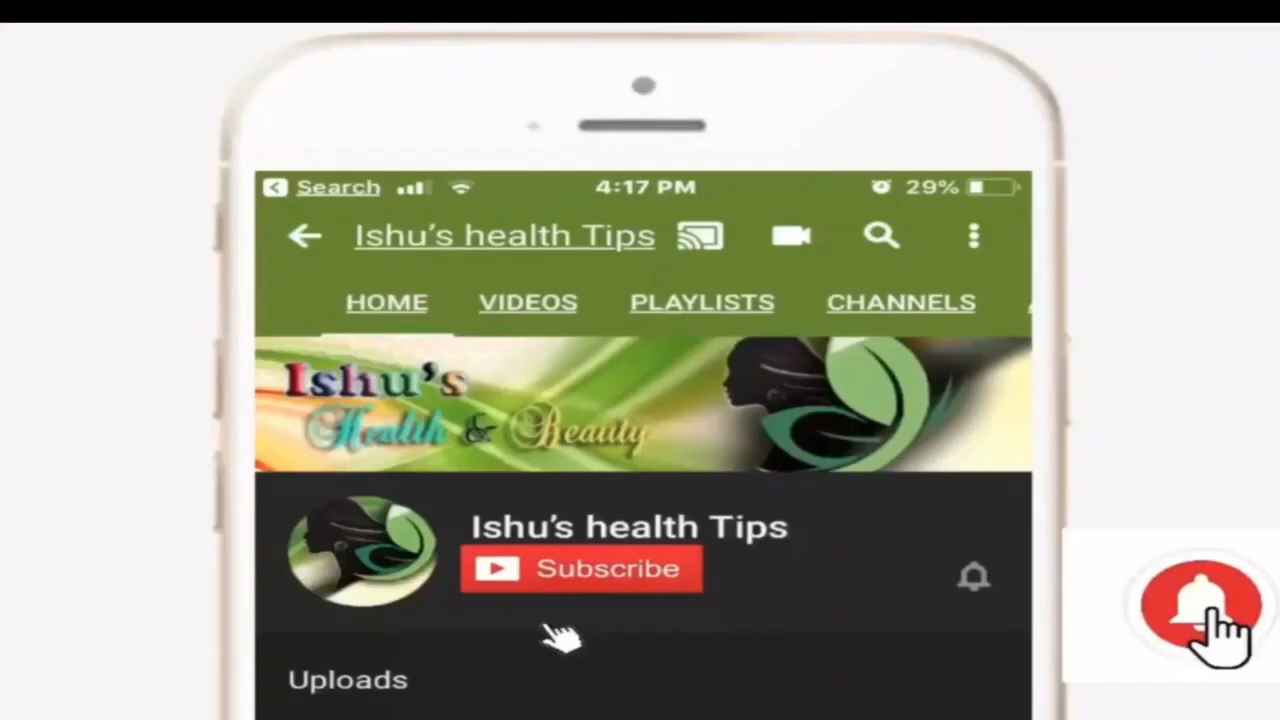 Search 4:17 PM 29%
Ishu's health Tips
HOME VIDEOS PLAYLISTS CHANNELS
Ishu's
Health & Beauty
Ishu's health Tips
Subscribe
Uploads